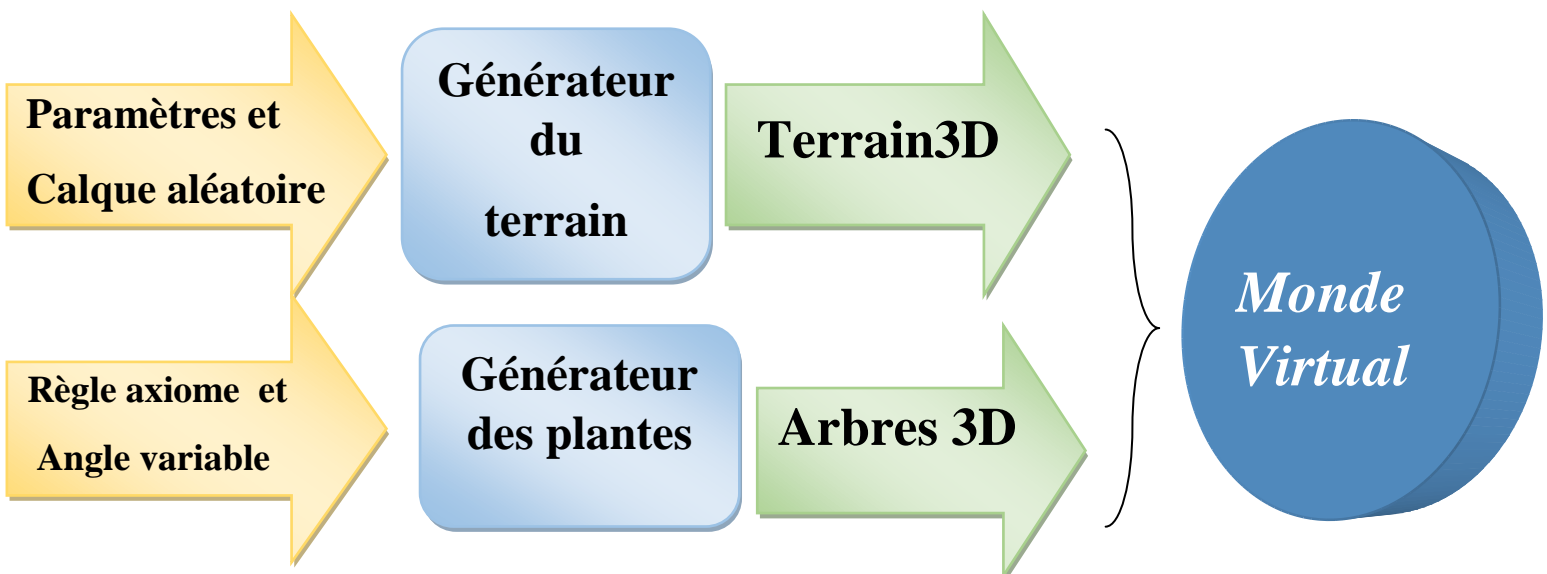 Paramètres et
Calque aléatoire
Générateur
du
terrain
Terrain3D
Règle axiome et
Angle variable
Générateur
des plantes
Arbres 3D
Monde
Virtual